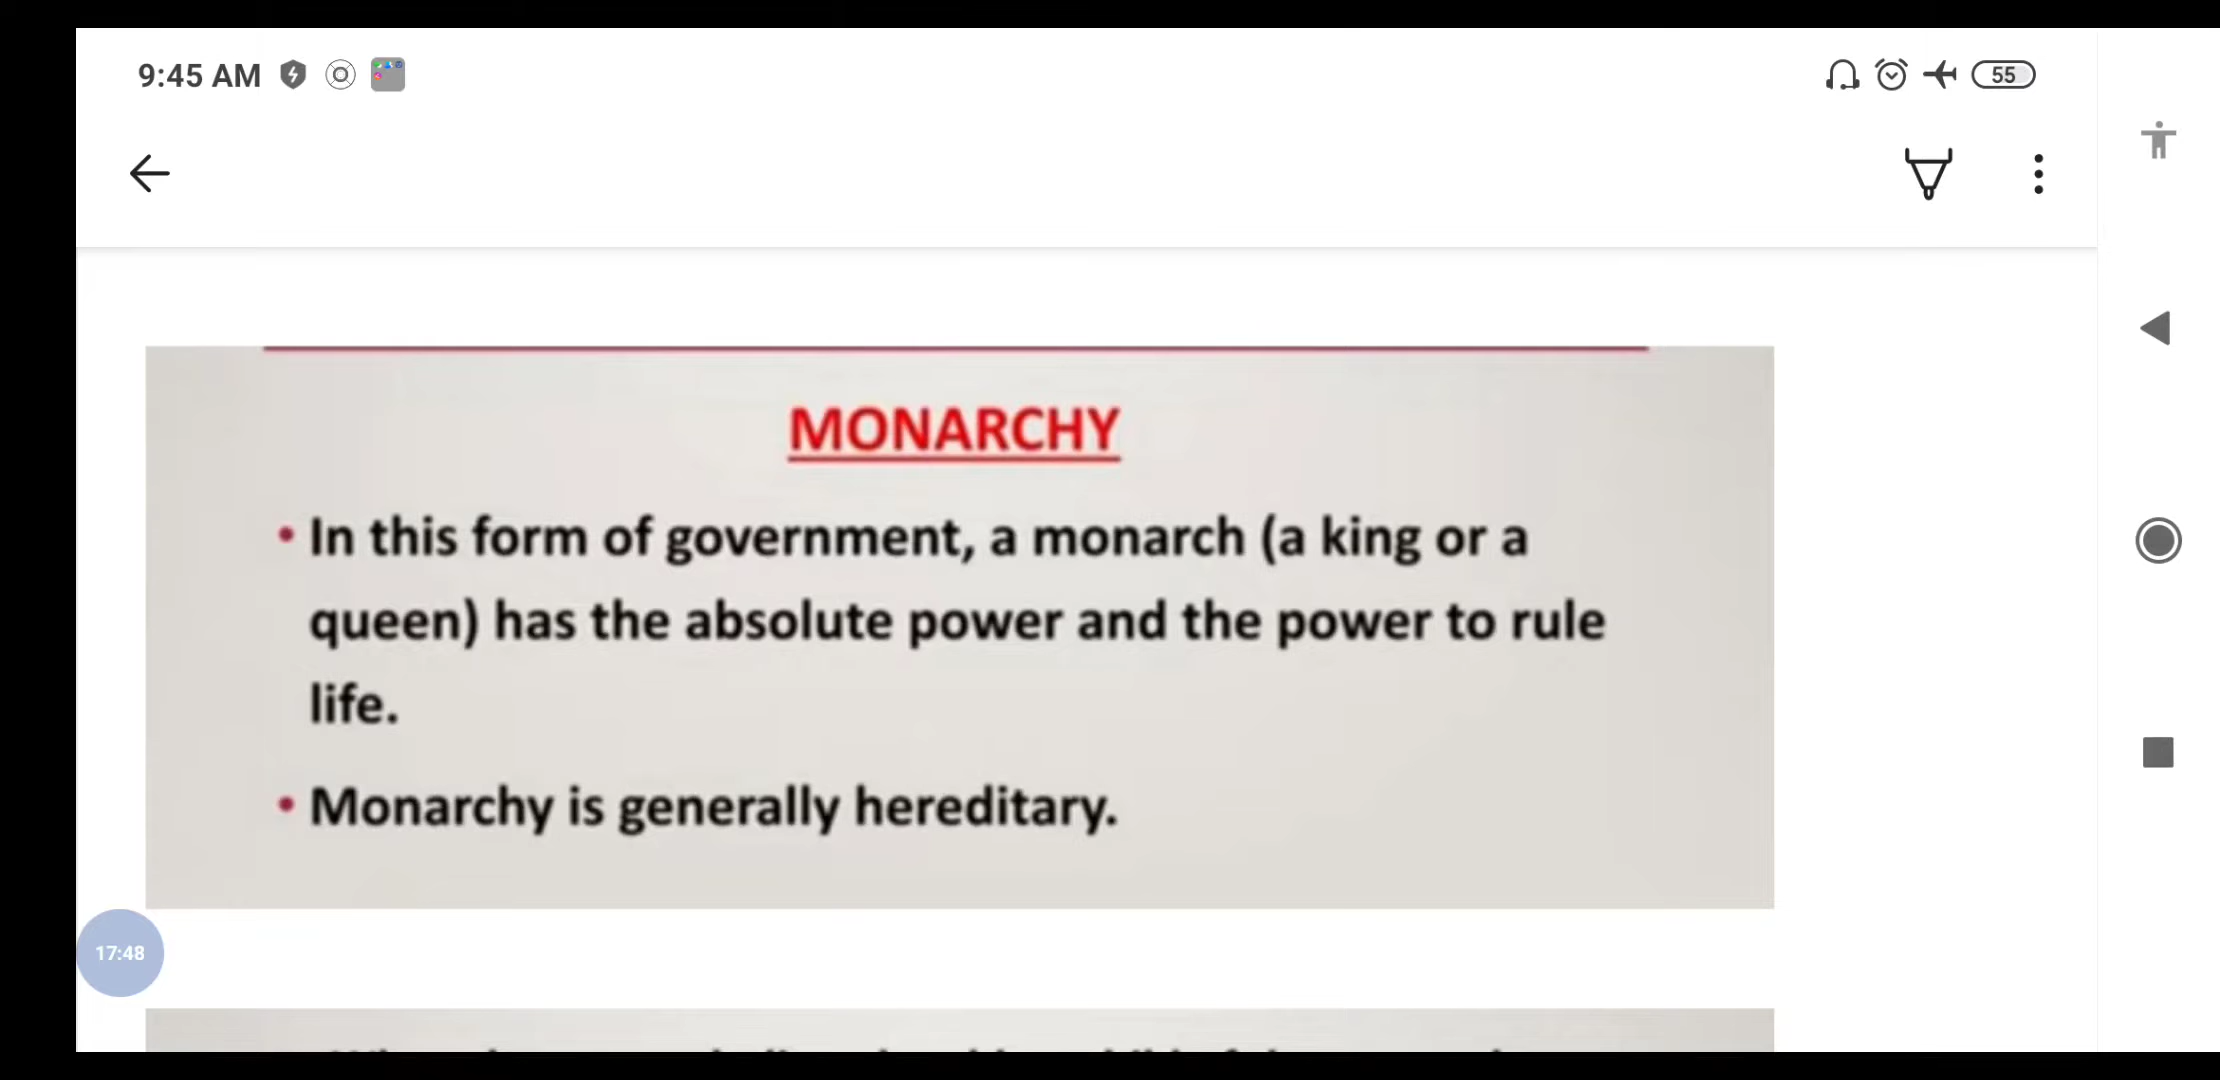 9:45 AM
55
MONARCHY
• In this form of government, a monarch (a king or a
queen) has the absolute power and the power to rule
life.
• Monarchy is generally hereditary.
17:48